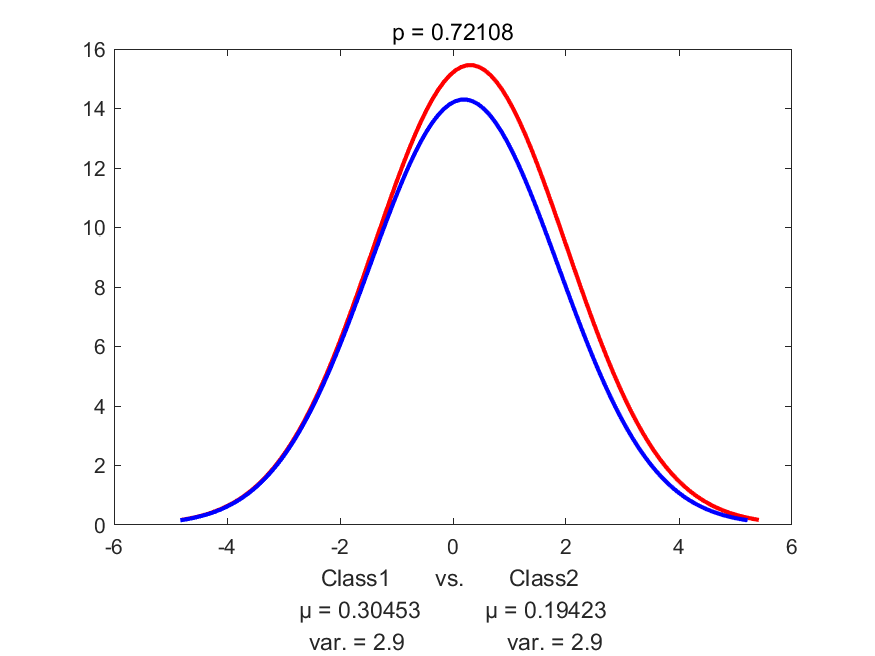 p = 0.72108
16
14
12
10
8
6
4
2
0
-6 -4 -2 0 2 4 6
Class1 vs. Class2
μ = 0.30453 μ = 0.19423
var. = 2.9 var. = 2.9